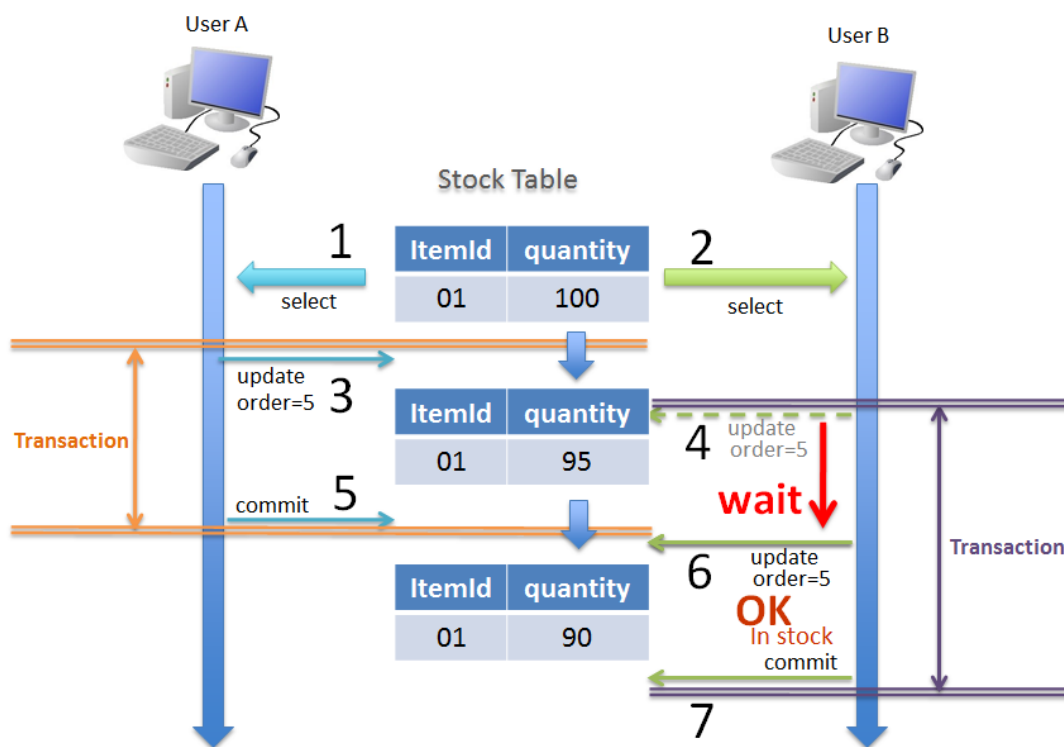 User A
User B
Stock Table
1
2
ItemId quantity
01 100
select
select
update
order=5
3
ItemId quantity
01 95
4
update
order=5
Transaction
wait
commit
5
6
update
order=5
Transaction
ItemId quantity
01 90
OK
In stock
commit
7